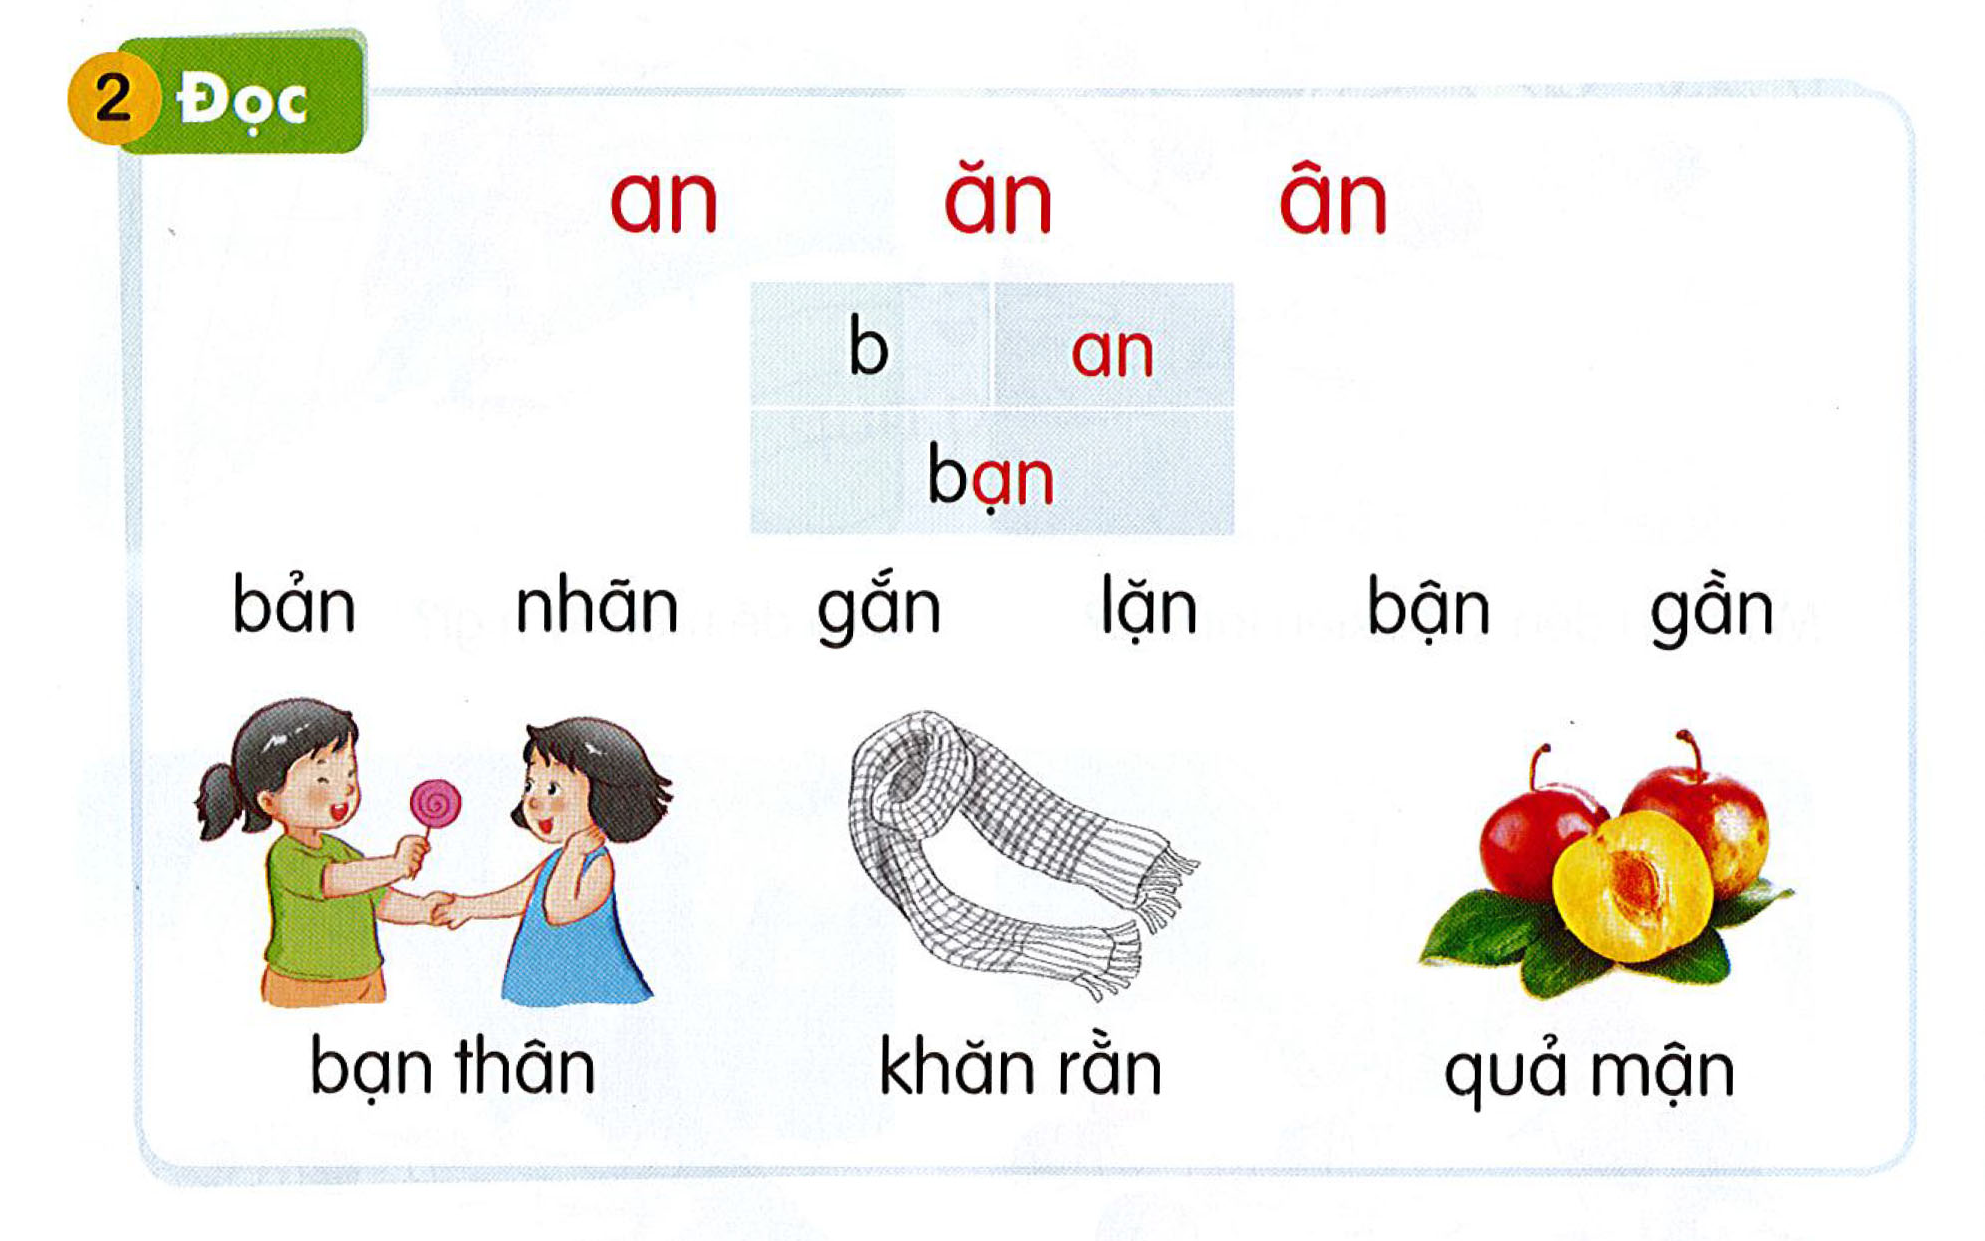 2 Đọc
an ăn ân
b an
bạn
bản nhãn gắn lặn bận gần
bạn thân khăn rằn quả mận